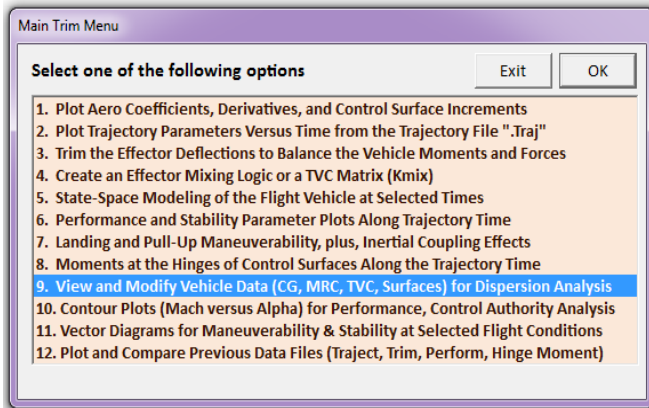 Main Trim Menu
Select one of the following options
Exit
OK
1. Plot Aero Coefficients, Derivatives, and Control Surface Increments
2. Plot Trajectory Parameters Versus Time from the Trajectory File ".Traj"
3. Trim the Effector Deflections to Balance the Vehicle Moments and Forces
4. Create an Effector Mixing Logic or a TVC Matrix (Kmix)
5. State-Space Modeling of the Flight Vehicle at Selected Times
6. Performance and Stability Parameter Plots Along Trajectory Time
7. Landing and Pull-Up Maneuverability, plus, Inertial Coupling Effects
8. Moments at the Hinges of Control Surfaces Along the Trajectory Time
9. View and Modify Vehicle Data (CG, MRC, TVC, Surfaces) for Dispersion Analysis
10. Contour Plots (Mach versus Alpha) for Performance, Control Authority Analysis
11. Vector Diagrams for Maneuverability & Stability at Selected Flight Conditions
12. Plot and Compare Previous Data Files (Traject, Trim, Perform, Hinge Moment)